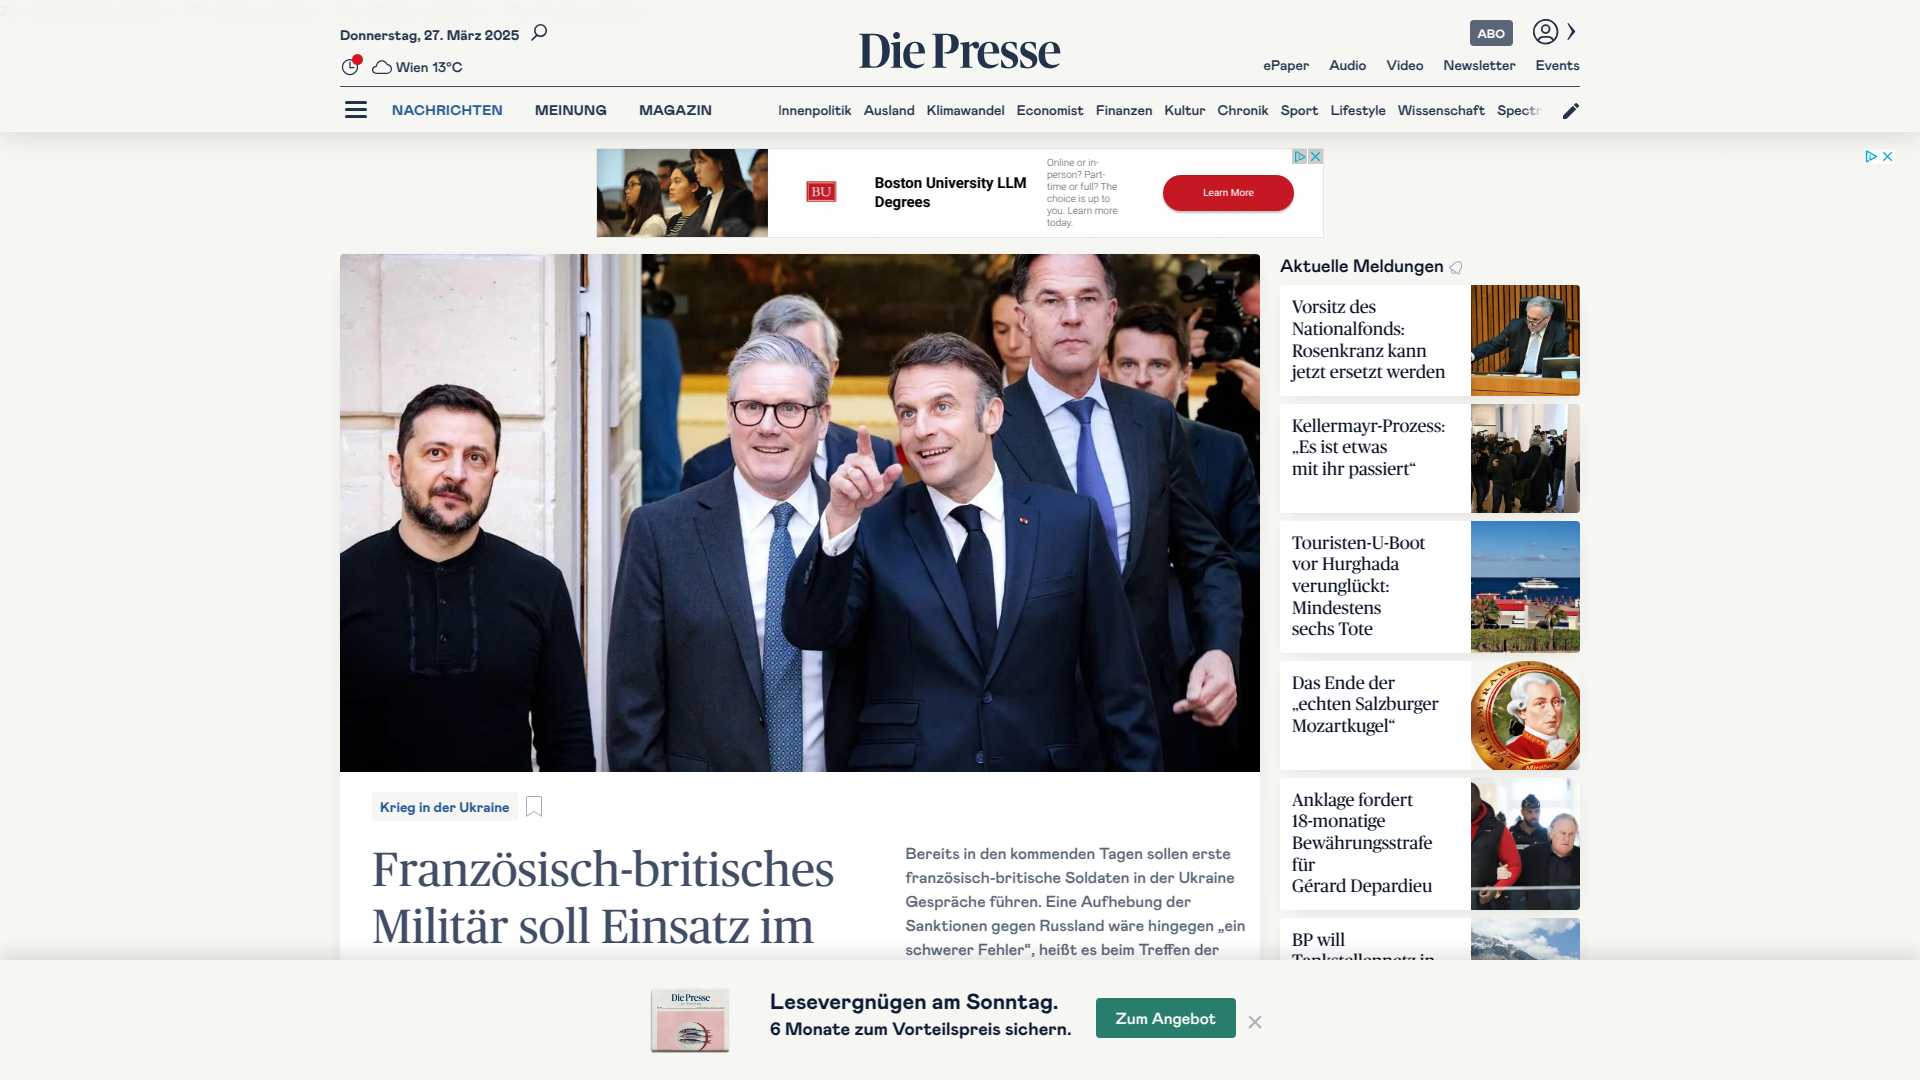 Donnerstag, 27. März 2025
Wien 13°C
Die Presse
ABO
ePaper Audio Video Newsletter Events
NACHRICHTEN MEINUNG MAGAZIN
Innenpolitik Ausland Klimawandel Economist Finanzen Kultur Chronik Sport Lifestyle Wissenschaft Spectr
BU
Boston University LLM
Degrees
Online or in-
person? Part-
time or full? The
choice is up to
you. Learn more
today.
Learn More
Krieg in der Ukraine
Französisch-britisches
Militär soll Einsatz im
Bereits in den kommenden Tagen sollen erste
französisch-britische Soldaten in der Ukraine
Gespräche führen. Eine Aufhebung der
Sanktionen gegen Russland wäre hingegen „ein
schwerer Fehler“, heißt es beim Treffen der
Aktuelle Meldungen
Vorsitz des
Nationalfonds:
Rosenkranz kann
jetzt ersetzt werden
Kellermayr-Prozess:
„Es ist etwas
mit ihr passiert“
Touristen-U-Boot
vor Hurghada
verunglückt:
Mindestens
sechs Tote
Das Ende der
„echten Salzburger
Mozartkugel“
Anklage fordert
18-monatige
Bewährungsstrafe
für
Gérard Depardieu
BP will
Tankstellennetz in
Die Presse
Lesevergnügen am Sonntag.
6 Monate zum Vorteilspreis sichern.
Zum Angebot